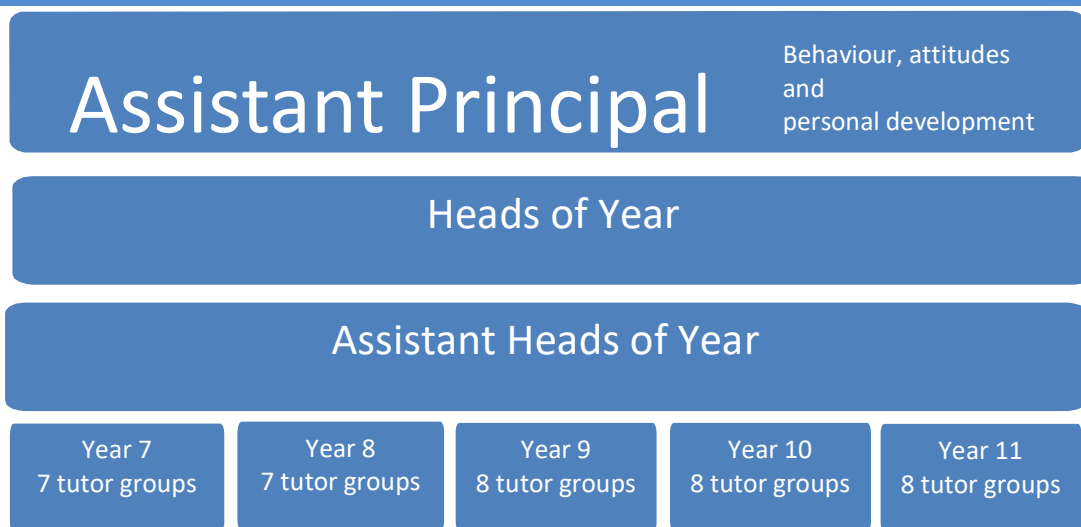 Assistant Principal
Behaviour, attitudes
and
personal development
Heads of Year
Assistant Heads of Year
Year 7
7 tutor groups
Year 8
7 tutor groups
Year 9
8 tutor groups
Year 10
8 tutor groups
Year 11
8 tutor groups